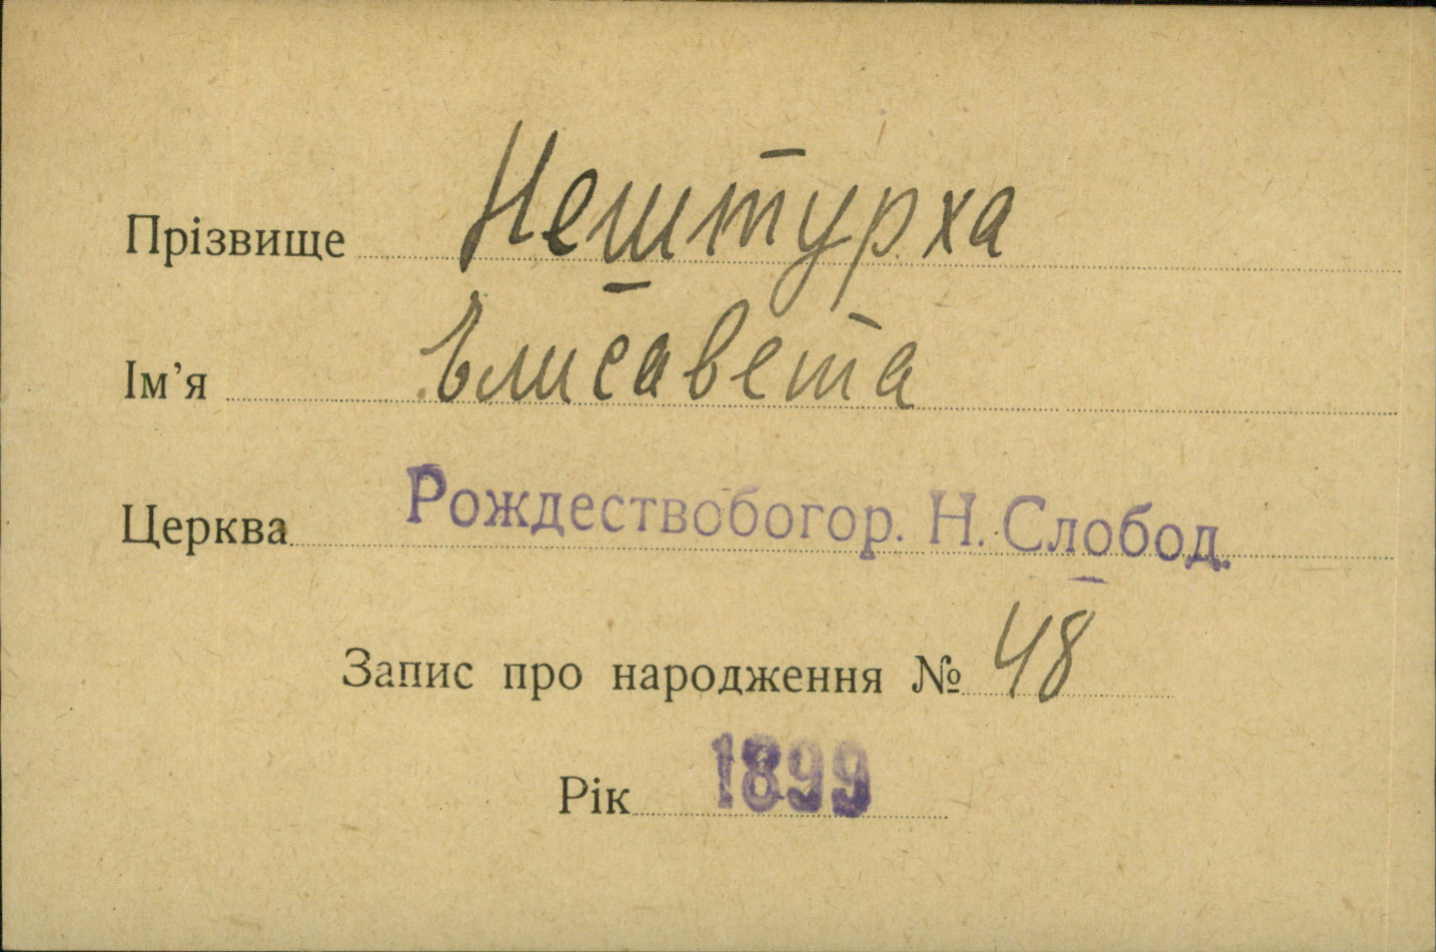 Прізвище Нештурха
Ім'я Елисавета
Церква Рождествобогор. Н. Слобод.
Запис про народження № 48
Рік 1899